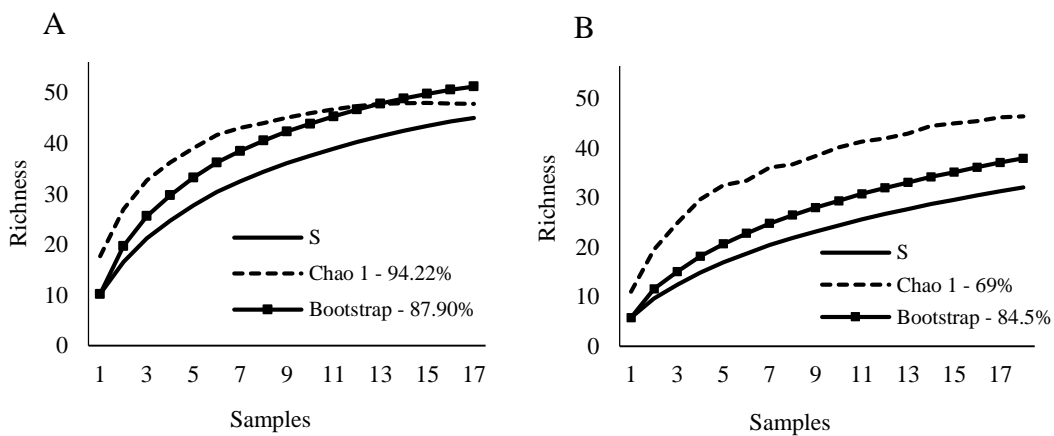 A
50
40
30
20
10
0
Richness
S
Chao 1 - 94.22%
Bootstrap - 87.90%
1 3 5 7 9 11 13 15 17
Samples
B
50
40
30
20
10
0
Richness
S
Chao 1 - 69%
Bootstrap - 84.5%
1 3 5 7 9 11 13 15 17
Samples